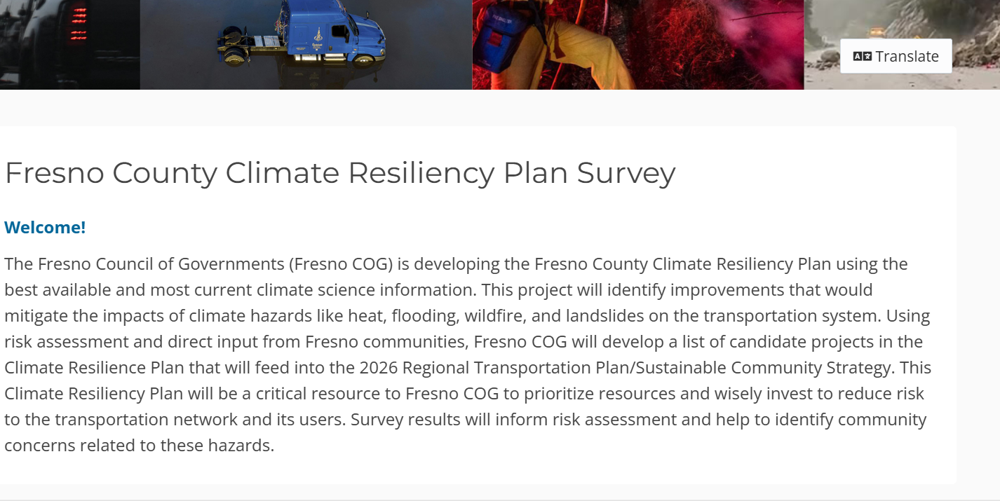 Translate
Fresno County Climate Resiliency Plan Survey
Welcome!
The Fresno Council of Governments (Fresno COG) is developing the Fresno County Climate Resiliency Plan using the
best available and most current climate science information. This project will identify improvements that would
mitigate the impacts of climate hazards like heat, flooding, wildfire, and landslides on the transportation system. Using
risk assessment and direct input from Fresno communities, Fresno COG will develop a list of candidate projects in the
Climate Resilience Plan that will feed into the 2026 Regional Transportation Plan/Sustainable Community Strategy. This
Climate Resiliency Plan will be a critical resource to Fresno COG to prioritize resources and wisely invest to reduce risk
to the transportation network and its users. Survey results will inform risk assessment and help to identify community
concerns related to these hazards.